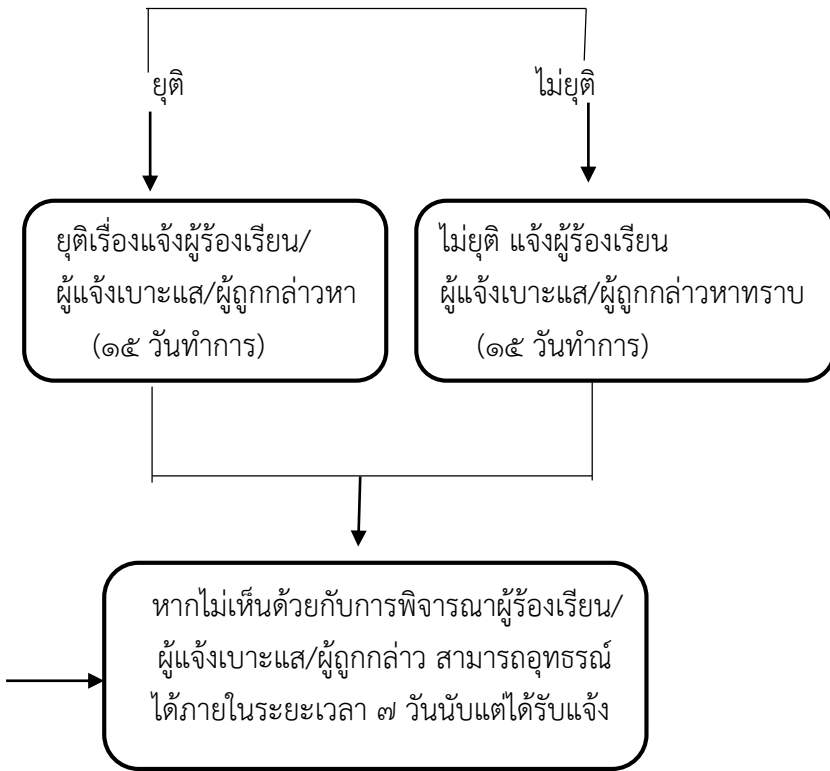 ยุติ
ไม่ยุติ
ยุติเรื่องแจ้งผู้ร้องเรียน/
ผู้แจ้งเบาะแส/ผู้ถูกกล่าวหา
(๑๕ วันทำการ)
ไม่ยุติ แจ้งผู้ร้องเรียน
ผู้แจ้งเบาะแส/ผู้ถูกกล่าวหาทราบ
(๑๕ วันทำการ)
หากไม่เห็นด้วยกับการพิจารณาผู้ร้องเรียน/
ผู้แจ้งเบาะแส/ผู้ถูกกล่าว สามารถอุทธรณ์
ได้ภายในระยะเวลา ๗ วันนับแต่ได้รับแจ้ง